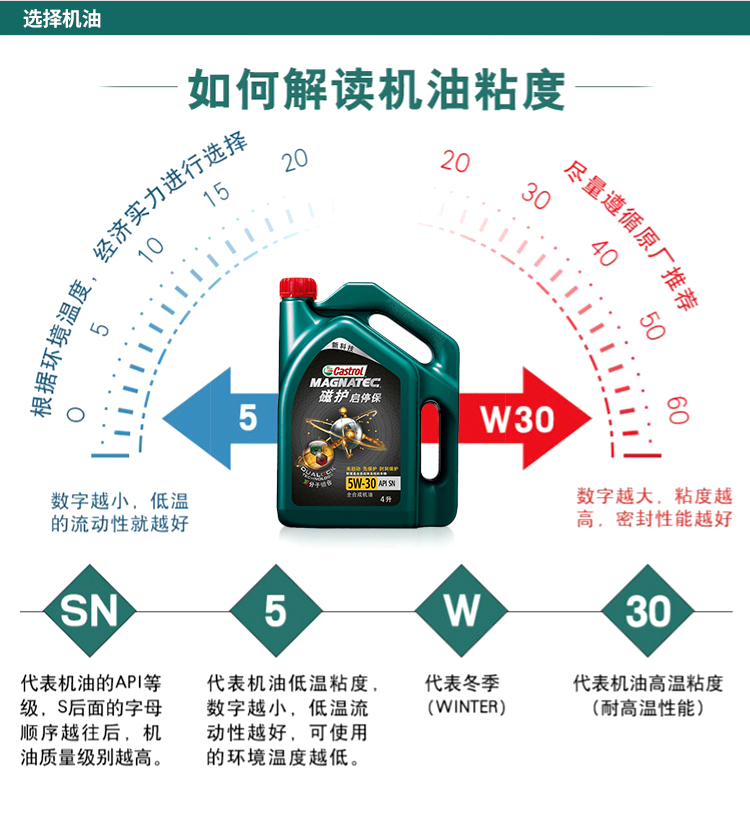 选择机油
如何解读机油粘度
根据环境温度，经济实力进行选择
0
5
10
15
20
20
30
40
50
60
尽量遵循原厂推荐
5
W30
新科技
Castrol
MAGNATEC
磁护 启停保
DUALOCK
TECHNOLOGY
双分子锁合
5W-30 API SN
全合成机油
4升
数字越小，低温
的流动性就越好
数字越大，粘度越
高，密封性能越好
SN
5
W
30
代表机油的API等
级，S后面的字母
顺序越往后，机
油质量级别越高。
代表机油低温粘度，
数字越小，低温流
动性越好，可使用
的环境温度越低。
代表冬季
（WINTER）
代表机油高温粘度
（耐高温性能）